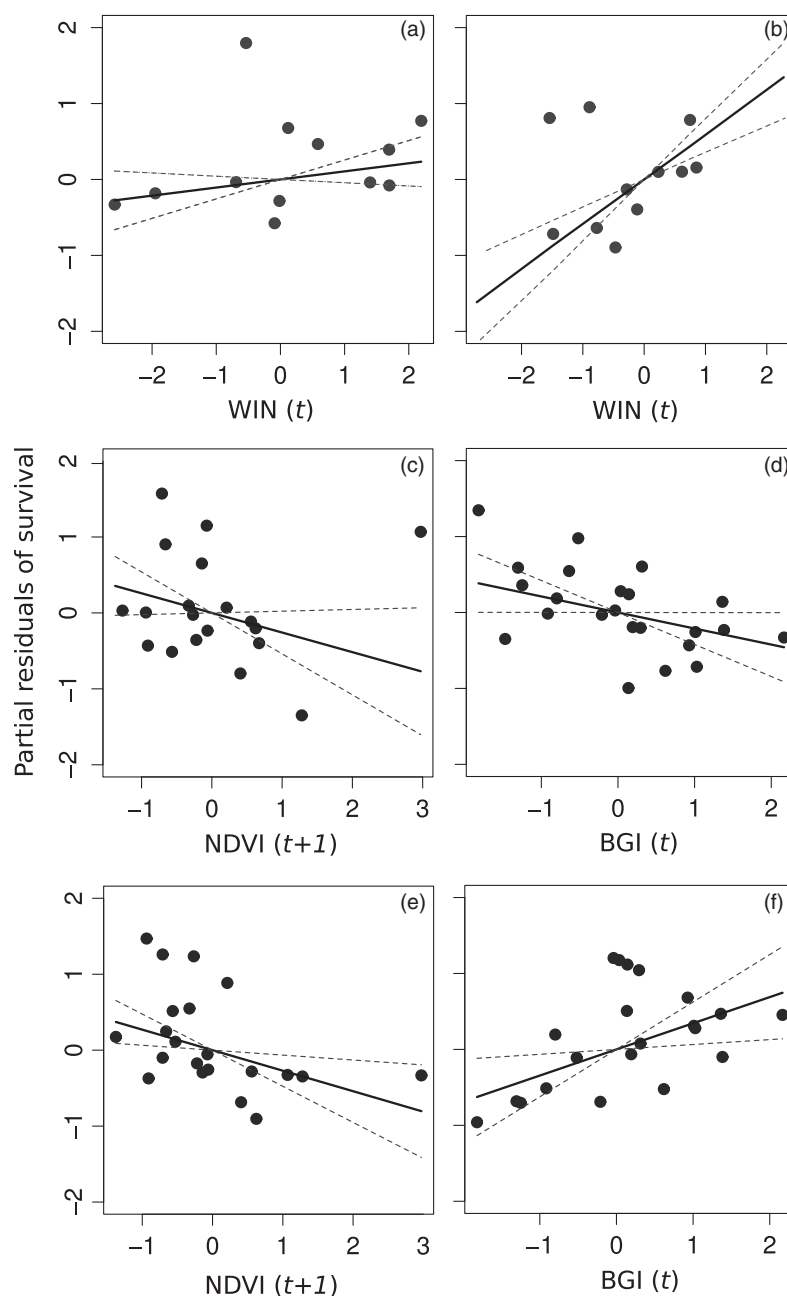 (a)
2
1
0
−1
−2
−2 −1 0 1 2
WIN (t)
(b)
−2 −1 0 1 2
WIN (t)
Partial residuals of survival
(c)
2
1
0
−1
−2
−1 0 1 2 3
NDVI (t+1)
(d)
−1 0 1 2
BGI (t)
(e)
2
1
0
−1
−2
−1 0 1 2 3
NDVI (t+1)
(f)
−1 0 1 2
BGI (t)